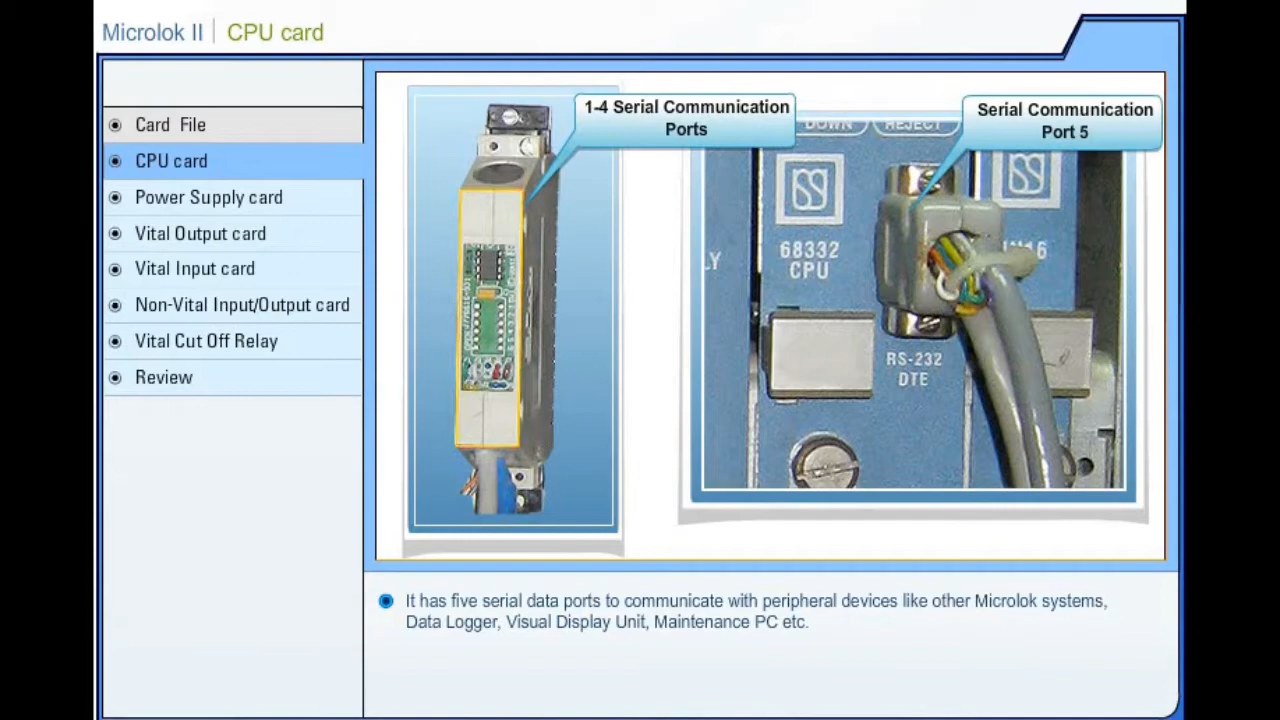 Microlok II | CPU card
Card File
CPU card
Power Supply card
Vital Output card
Vital Input card
Non-Vital Input/Output card
Vital Cut Off Relay
Review
1-4 Serial Communication
Ports
Serial Communication
Port 5
DOWN
REJECT
68332
CPU
LY
16
RS-232
DTE
It has five serial data ports to communicate with peripheral devices like other Microlok systems,
Data Logger, Visual Display Unit, Maintenance PC etc.